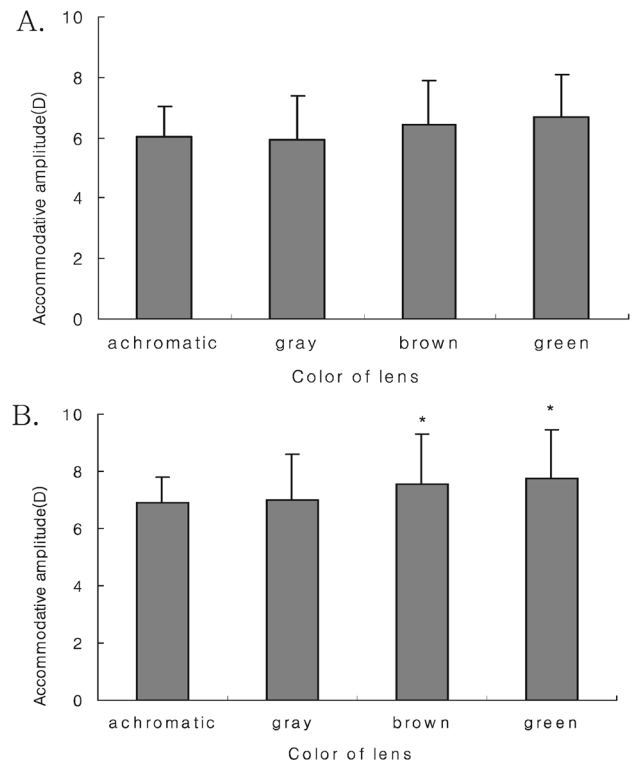 A.
10
8
6
4
2
0
Accommodative amplitude(D)
achromatic gray brown green
Color of lens
B.
10
8
6
4
2
0
Accommodative amplitude(D)
* *
achromatic gray brown green
Color of lens